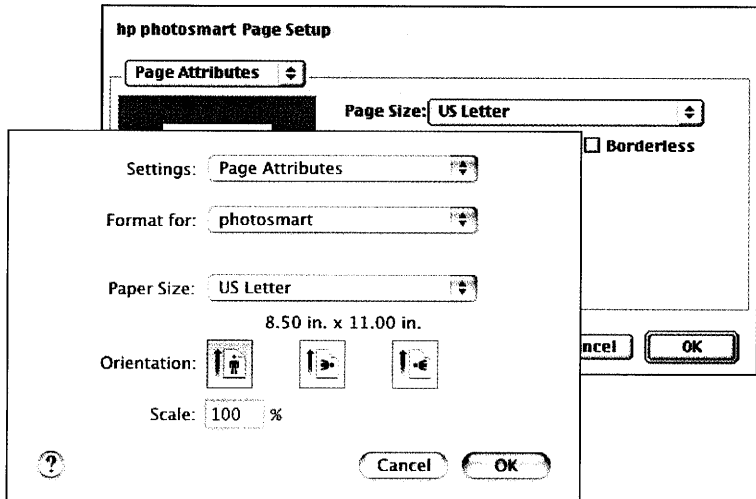 hp photosmart Page Setup
Page Attributes
Page Size: US Letter
Borderless
Settings: Page Attributes
Format for: photosmart
Paper Size: US Letter
8.50 in. x 11.00 in.
Orientation:
Scale: 100 %
? Cancel OK
ncel OK